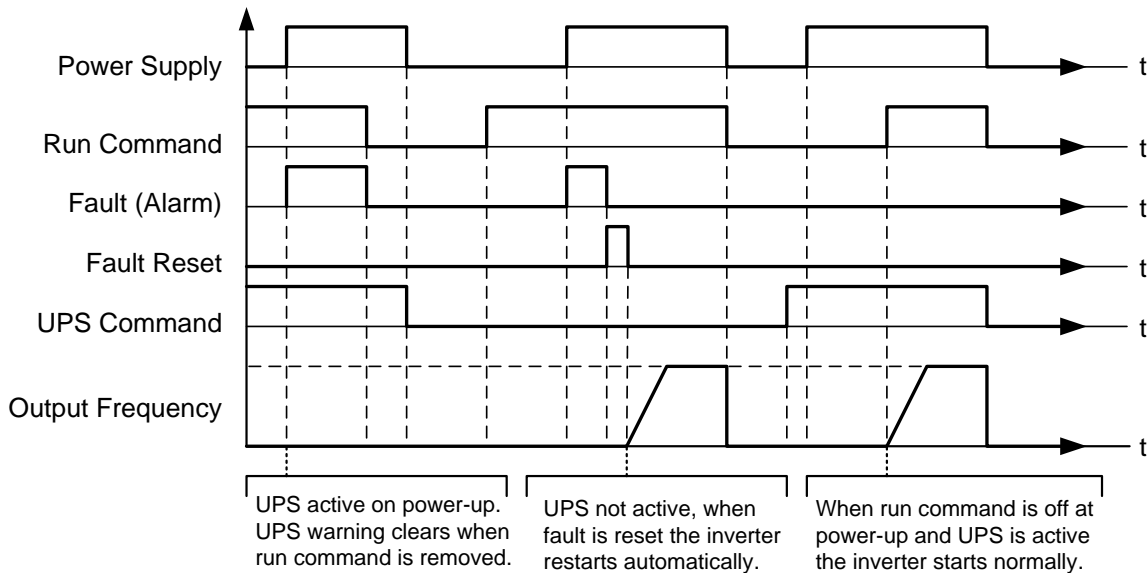 Power Supply
t
Run Command
t
Fault (Alarm)
t
Fault Reset
t
UPS Command
t
Output Frequency
t
UPS active on power-up.
UPS warning clears when
run command is removed.
UPS not active, when
fault is reset the inverter
restarts automatically.
When run command is off at
power-up and UPS is active
the inverter starts normally.